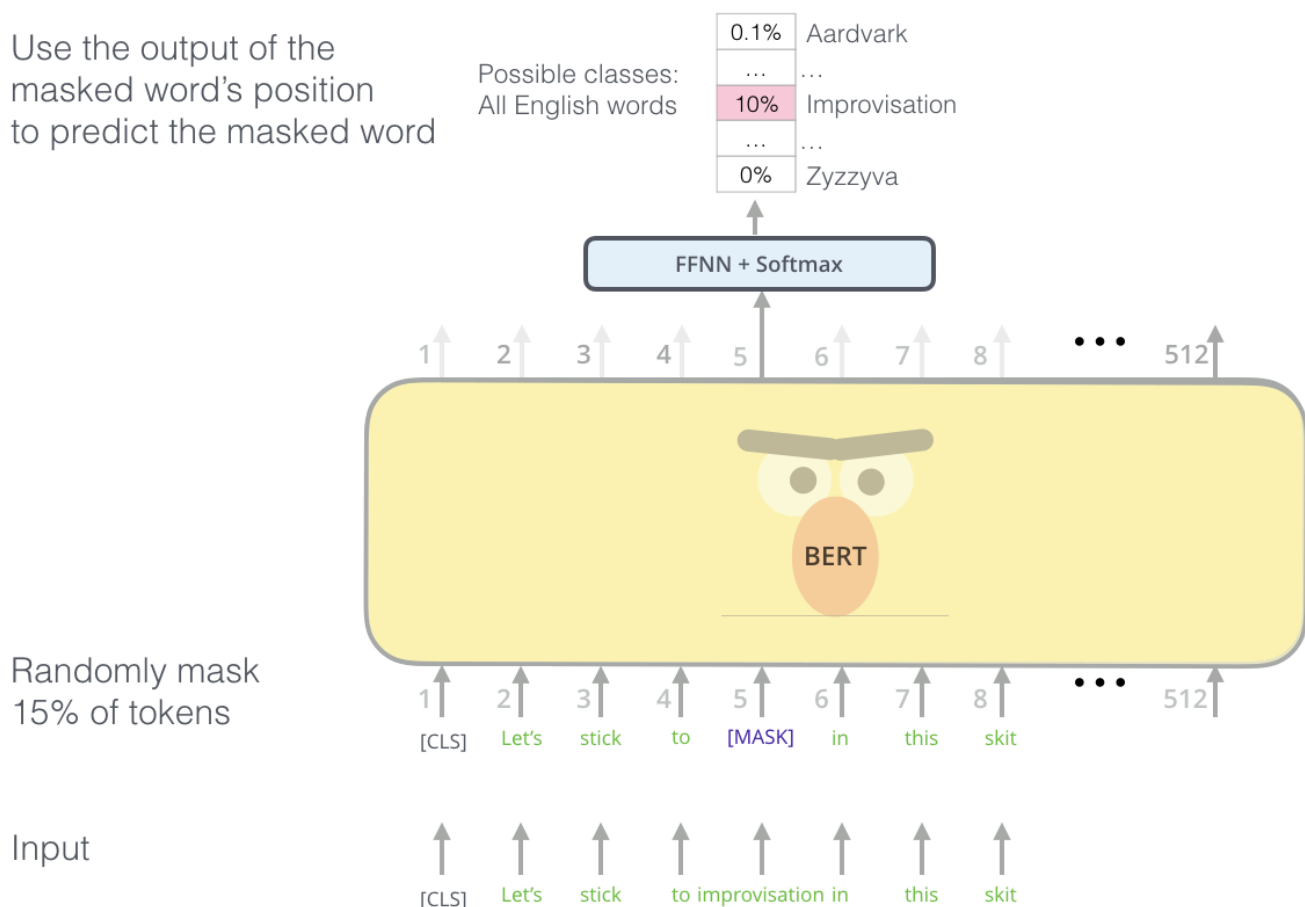 Use the output of the
masked word's position
to predict the masked word
Possible classes:
All English words
0.1% Aardvark
... ...
10% Improvisation
... ...
0% Zyzzyva
FFNN + Softmax
1 2 3 4 5 6 7 8 ... 512
BERT
Randomly mask
15% of tokens
1 2 3 4 5 6 7 8 ... 512
[CLS] Let's stick to [MASK] in this skit
Input
[CLS] Let's stick to improvisation in this skit